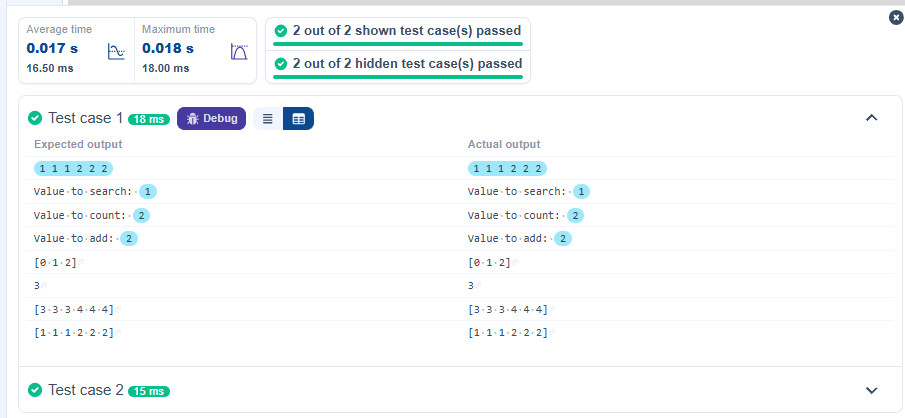 Average time Maximum time
0.017 s 0.018 s
16.50 ms 18.00 ms
2 out of 2 shown test case(s) passed
2 out of 2 hidden test case(s) passed
Test case 1 18 ms Debug
Expected output Actual output
1 1 1 2 2 2 1 1 1 2 2 2
Value·to·search:· 1 Value·to·search:· 1
Value·to·count:· 2 Value·to·count:· 2
Value·to·add:· 2 Value·to·add:· 2
[0·1·2] [0·1·2]
3 3
[3·3·3·4·4·4] [3·3·3·4·4·4]
[1·1·1·2·2·2] [1·1·1·2·2·2]
Test case 2 15 ms